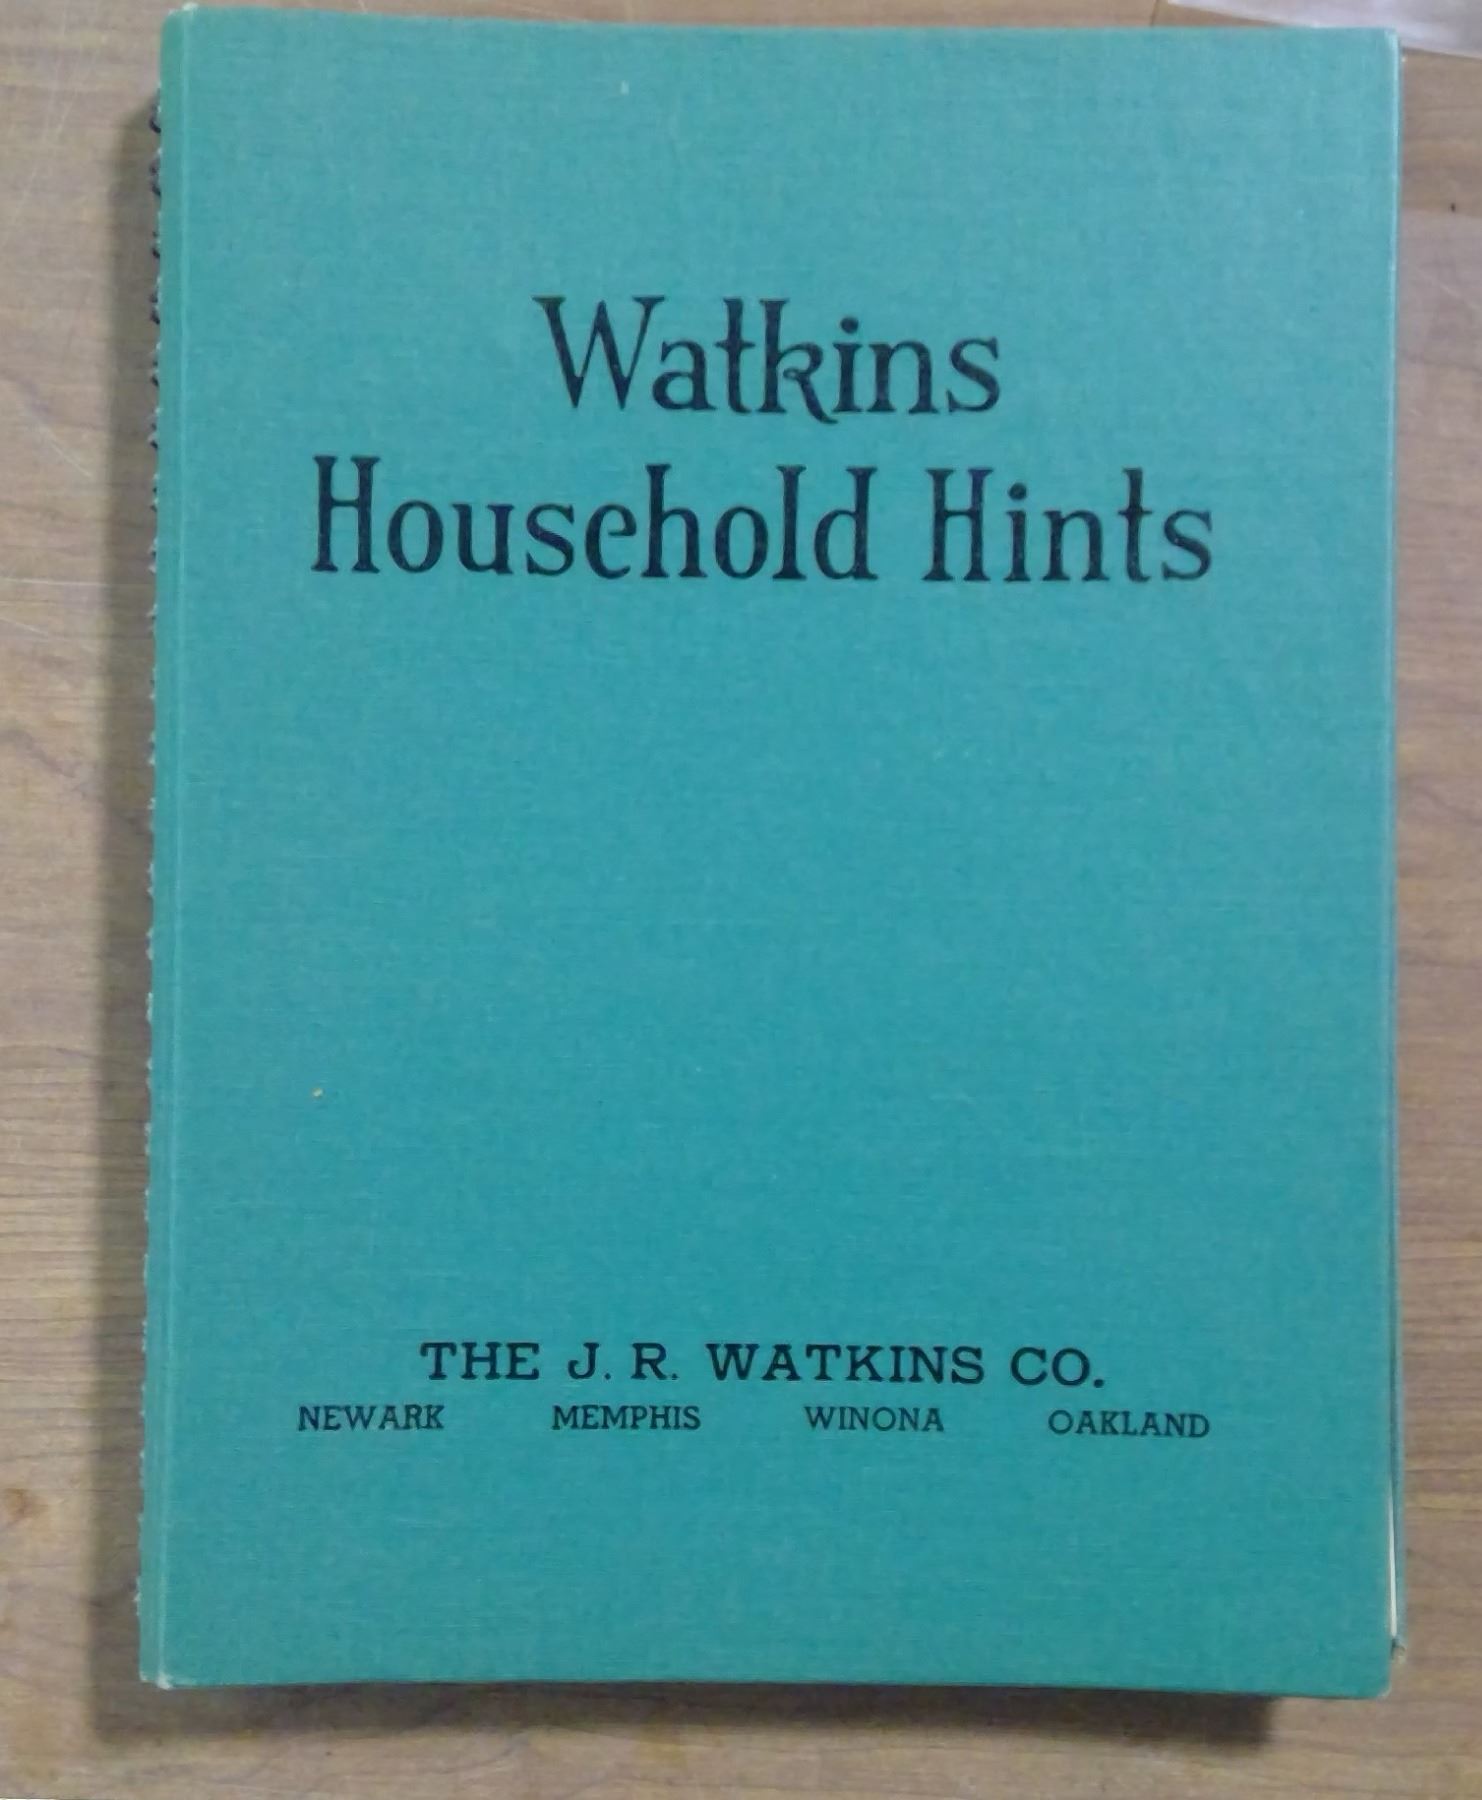 Watkins
Household Hints
THE J. R. WATKINS CO.
NEWARK MEMPHIS WINONA OAKLAND